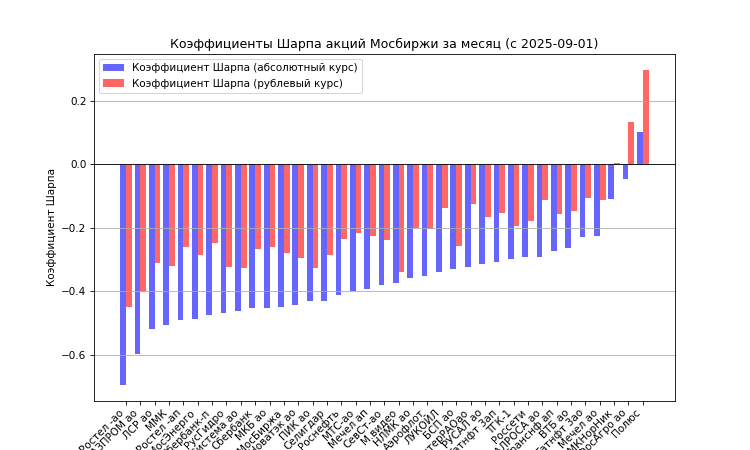 Коэффициенты Шарпа акций Мосбиржи за месяц (с 2025-09-01)
Коэффициент Шарпа (абсолютный курс)
Коэффициент Шарпа (рублевый курс)
Коэффициент Шарпа
0.2
0.0
−0.2
−0.4
−0.6
Ростел -ао
ЛСР ао
ММК
Ростел -ап
РусГидро
Сбербанк
МКБ ао
МосБиржа
ПИК ао
Селигдар
Роснефть
МТС-ао
Мечел ап
СевСт-ао
М.видео
НЛМК ао
Аэрофлот
ЛУКОЙЛ
БСП ао
РУСАЛ ао
ТГК-1
Россети
ВТБ ао
Мечел ао
Полюс